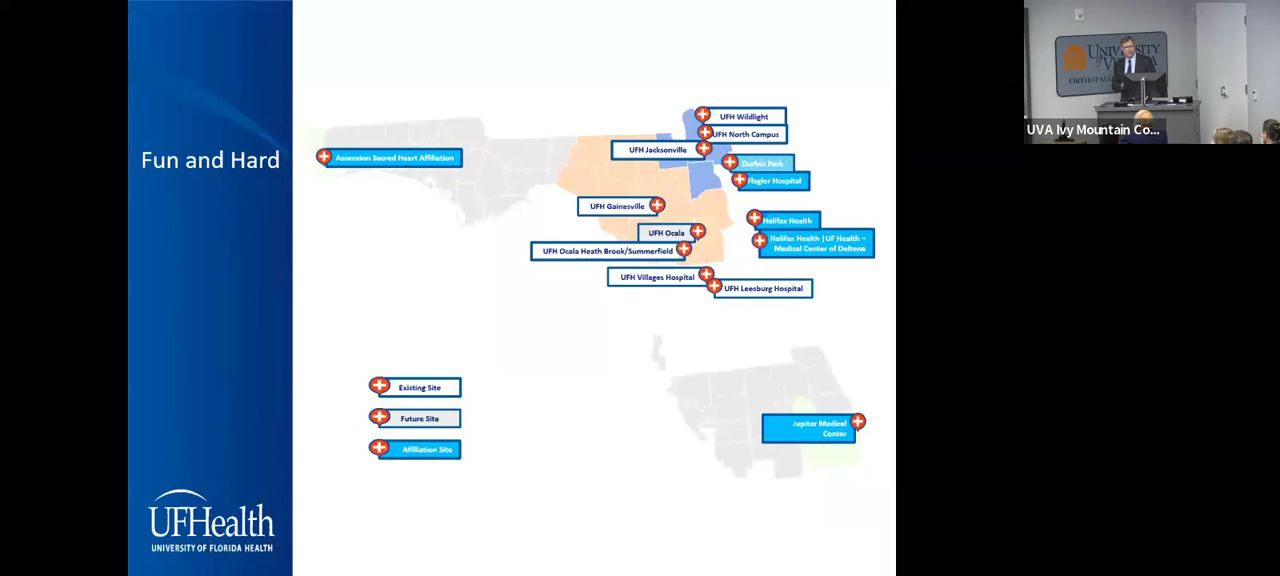 Fun and Hard
UFHealth
UNIVERSITY OF FLORIDA HEALTH
Ascension Sacred Heart Affiliation
UFH Wildlight
UFH North Campus
UFH Jacksonville
Durbin Park
Flagler Hospital
UFH Gainesville
Halifax Health
UFH Ocala
Halifax Health |UF Health –
Medical Center of Deltona
UFH Ocala Heath Brook/Summerfield
UFH Villages Hospital
UFH Leesburg Hospital
Existing Site
Future Site
Affiliation Site
Jupiter Medical
Center
UNIVERSITY
of
ORTHOPA
UVA Ivy Mountain Co...